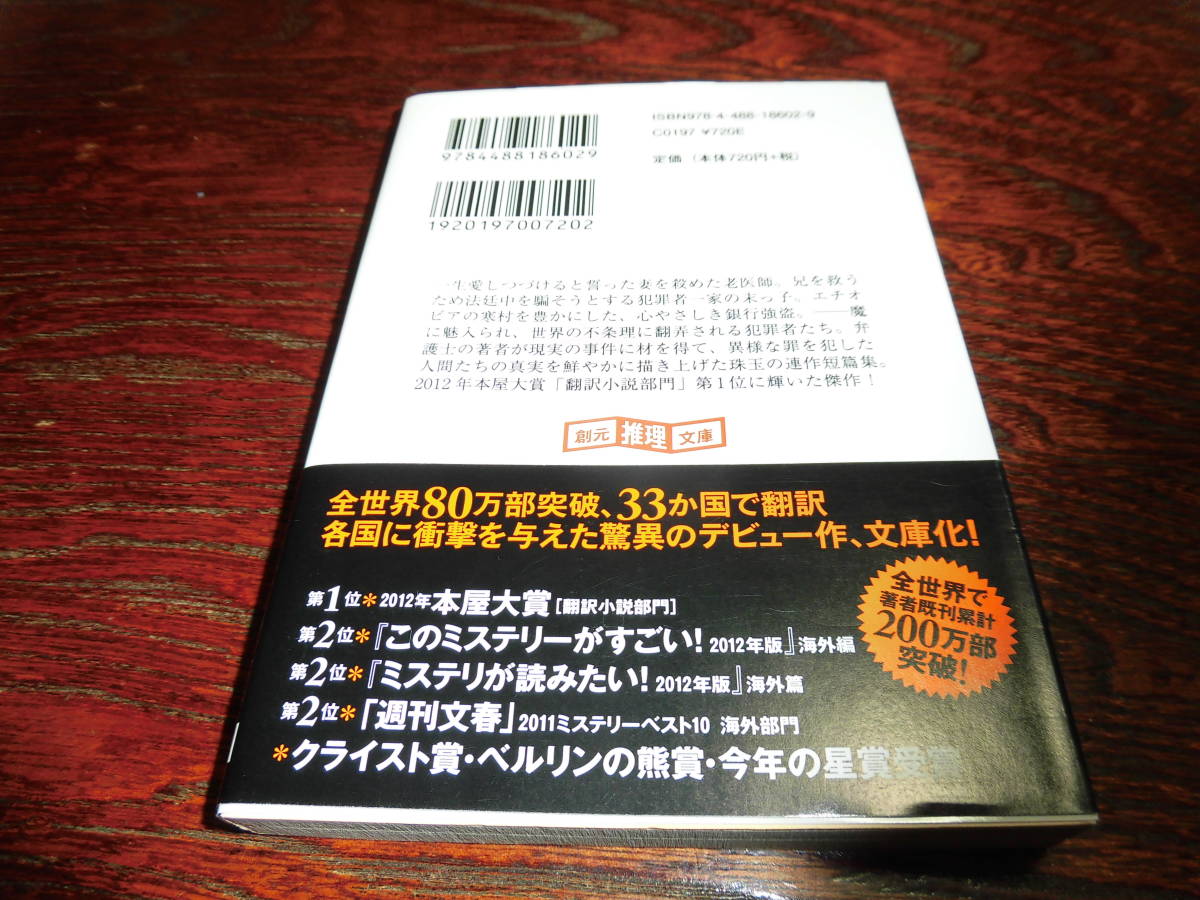 ISBN978-4-488-18602-9
C0197 ¥720E
定価（本体720円+税）
9784488186029
1920197007202
一生愛しつづけると誓った妻を殺めた老医師。兄を救う
ため法廷中を騙そうとする犯罪者一家の末っ子。エチオ
ピアの寒村を豊かにした、心やさしき銀行強盗。――魔
に魅入られ、世界の不条理に翻弄される犯罪者たち。弁
護士の著者が現実の事件に材を得て、異様な罪を犯した
人間たちの真実を鮮やかに描き上げた珠玉の連作短篇集。
2012年本屋大賞「翻訳小説部門」第1位に輝いた傑作！
創元推理文庫
全世界80万部突破、33か国で翻訳
各国に衝撃を与えた驚異のデビュー作、文庫化！
第1位*2012年本屋大賞［翻訳小説部門］
第2位*『このミステリーがすごい！2012年版』海外編
第2位*『ミステリが読みたい！2012年版』海外篇
第2位*「週刊文春」2011ミステリーベスト10 海外部門
*クライスト賞・ベルリンの熊賞・今年の星賞受賞
全世界で
著者既刊累計
200万部
突破！